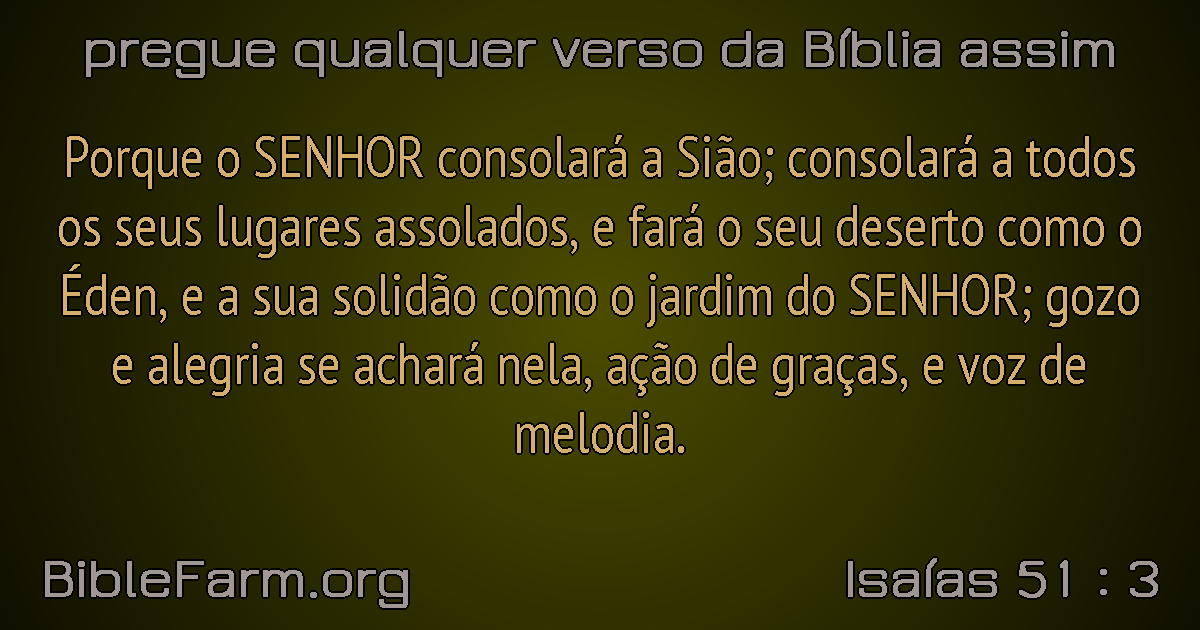 pregue qualquer verso da Bíblia assim
Porque o SENHOR consolará a Sião; consolará a todos
os seus lugares assolados, e fará o seu deserto como o
Éden, e a sua solidão como o jardim do SENHOR; gozo
e alegria se achará nela, ação de graças, e voz de
melodia.
BibleFarm.org
Isaías 51 : 3